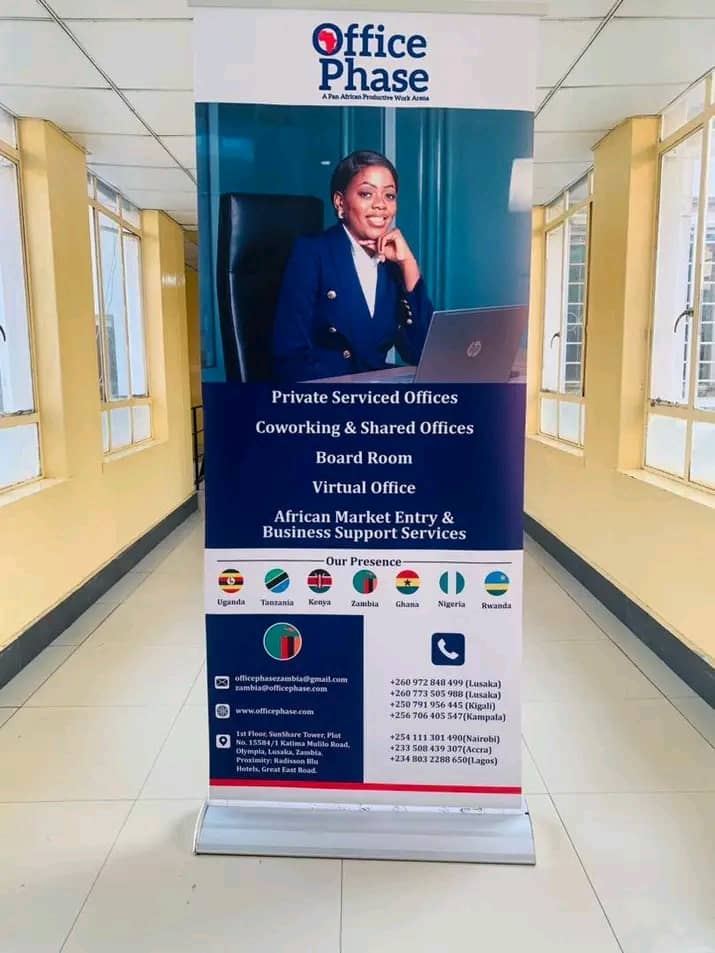 Office
Phase
A Pan African Productive Work Arena
hp
Private Serviced Offices
Coworking & Shared Offices
Board Room
Virtual Office
African Market Entry &
Business Support Services
Our Presence
Uganda Tanzania Kenya Zambia Ghana Nigeria Rwanda
officephasezambia@gmail.com
zambia@officephase.com
www.officephase.com
1st Floor, SunShare Tower, Plot
No. 15584/1 Katima Mulilo Road,
Olympia, Lusaka, Zambia.
Proximity: Radisson Blu
Hotels, Great East Road.
+260 972 848 499 (Lusaka)
+260 773 505 988 (Lusaka)
+250 791 956 445 (Kigali)
+256 706 405 547(Kampala)
+254 111 301 490(Nairobi)
+233 508 439 307(Accra)
+234 803 2288 650(Lagos)